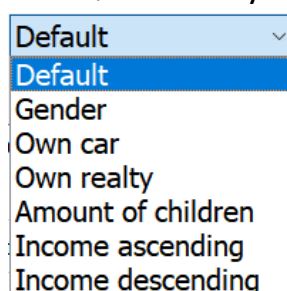 Default
Default
Gender
Own car
Own realty
Amount of children
Income ascending
Income descending